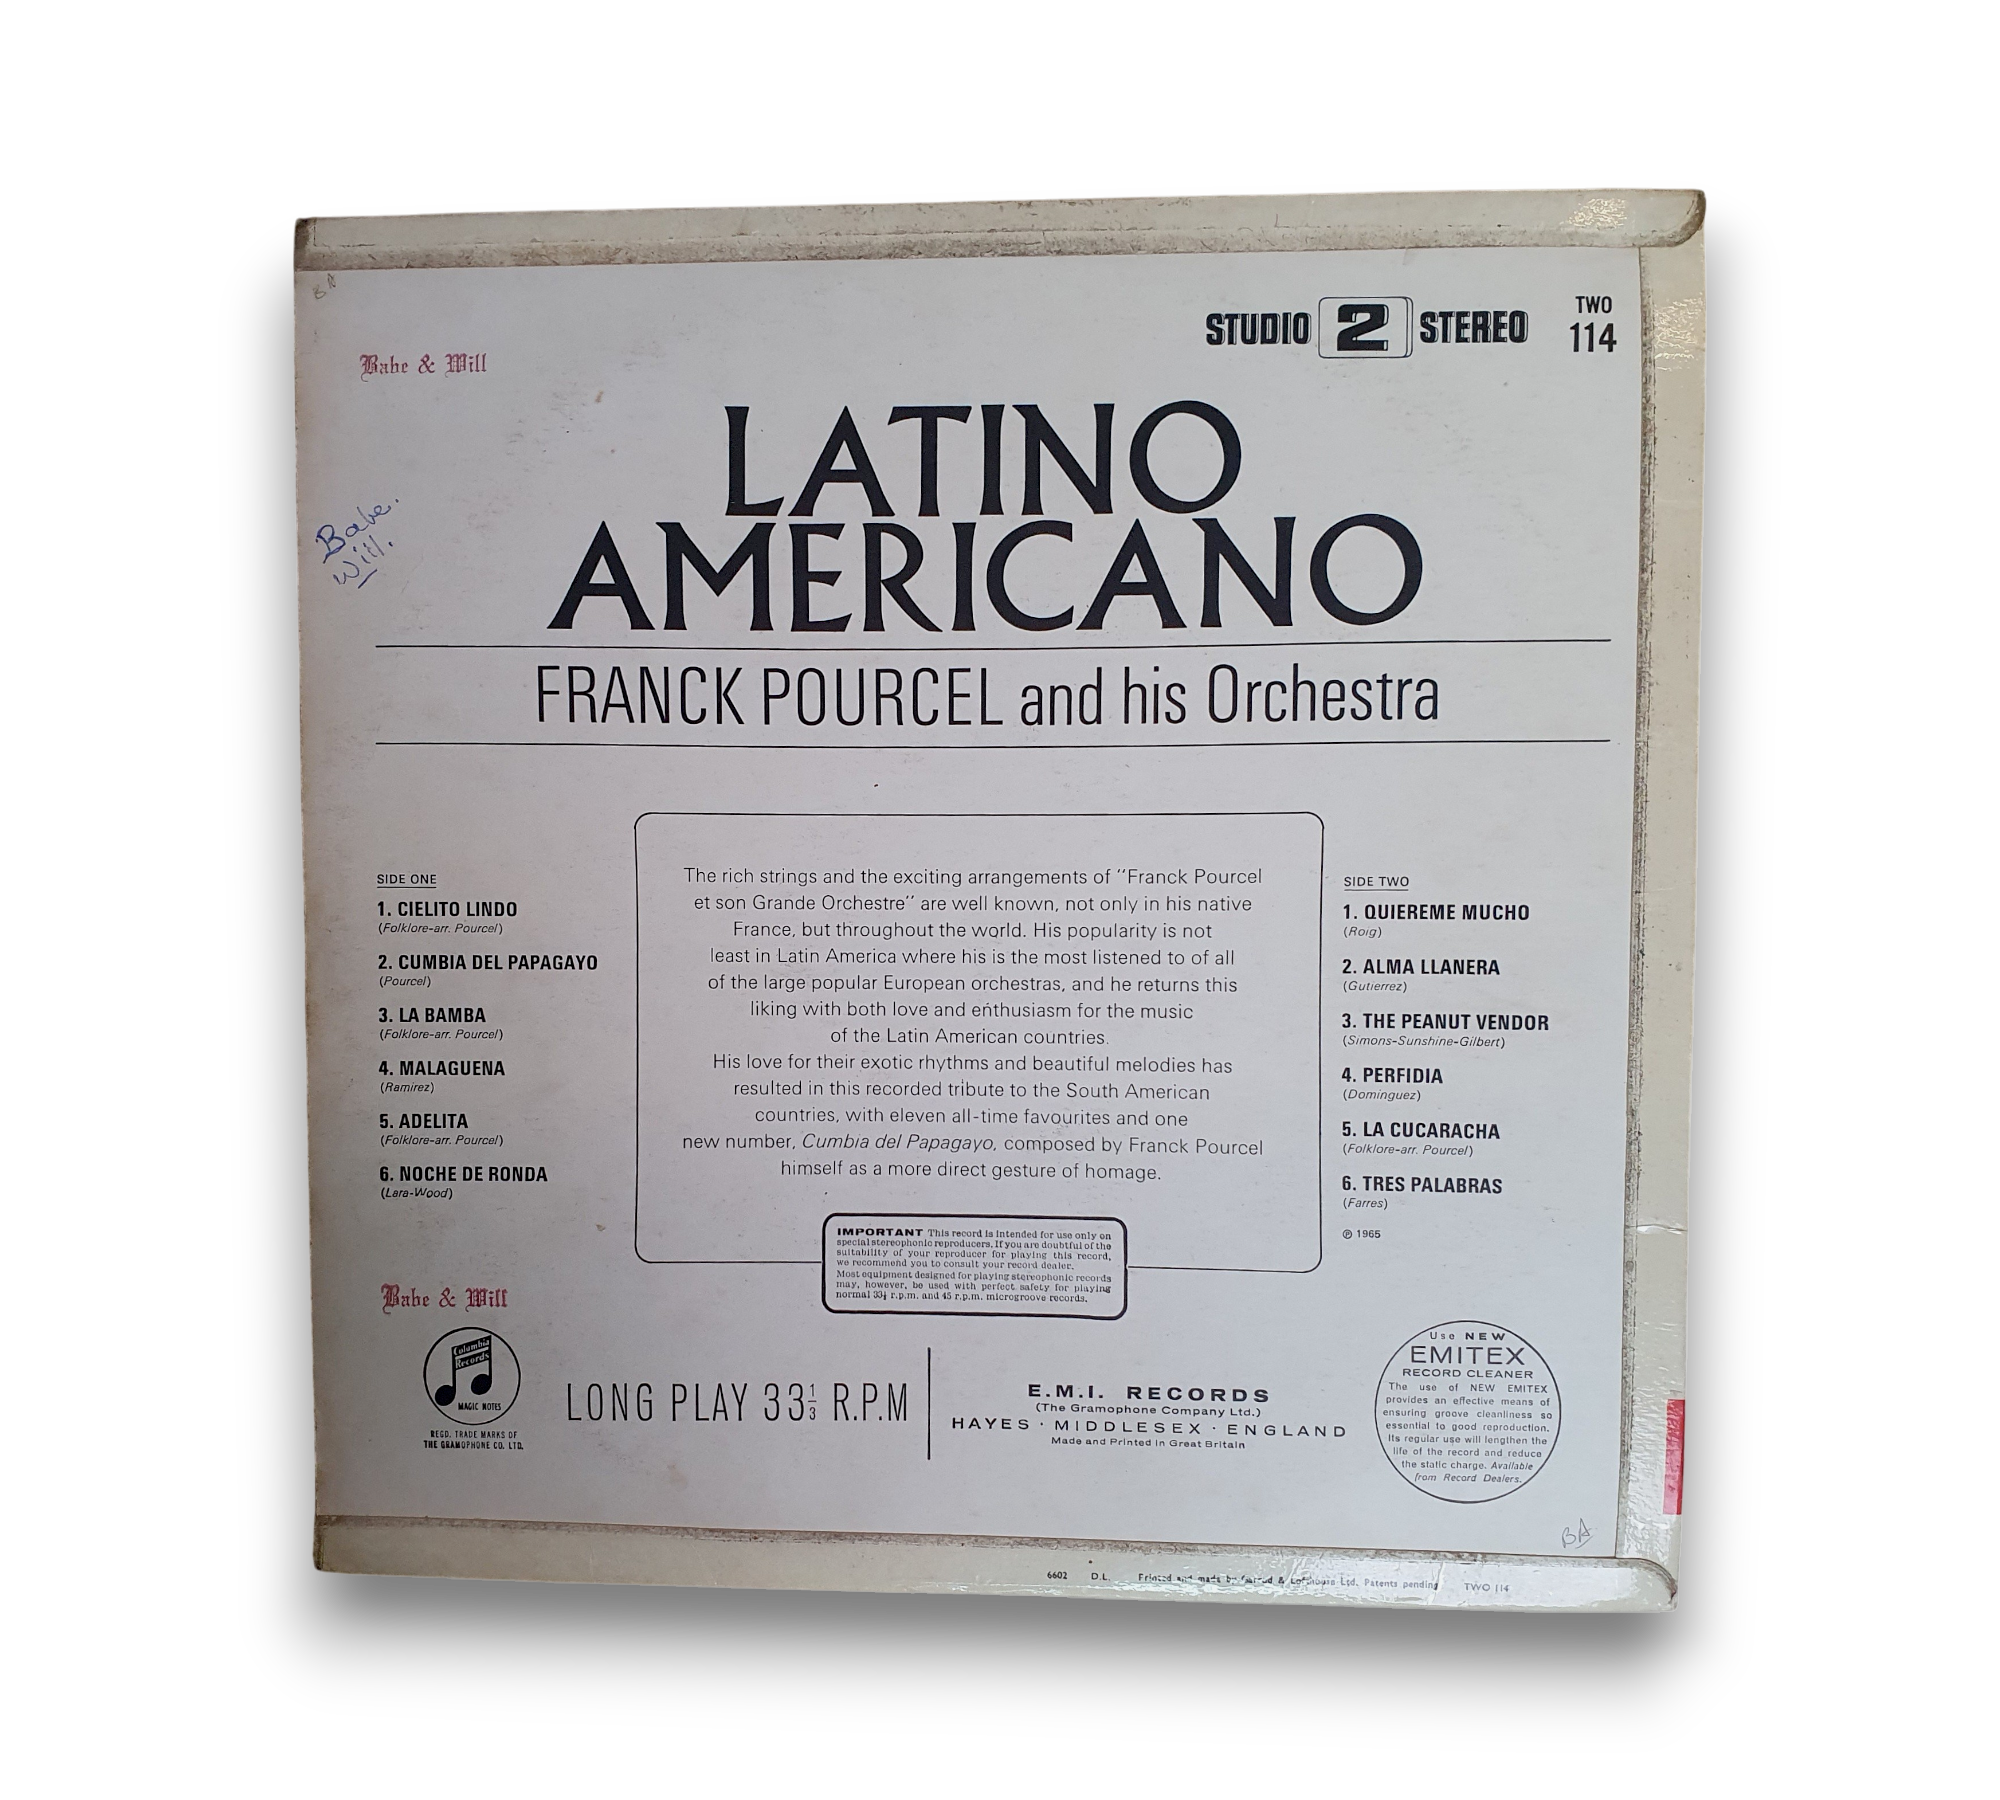 BA
STUDIO 2 STEREO
TWO
114
Babe & Will
LATINO
AMERICANO
Babe.
Will.
FRANCK POURCEL and his Orchestra
SIDE ONE
1. CIELITO LINDO
(Folklore-arr. Pourcel)
2. CUMBIA DEL PAPAGAYO
(Pourcel)
3. LA BAMBA
(Folklore-arr. Pourcel)
4. MALAGUENA
(Ramirez)
5. ADELITA
(Folklore-arr. Pourcel)
6. NOCHE DE RONDA
(Lara-Wood)
The rich strings and the exciting arrangements of "Franck Pourcel
et son Grande Orchestre" are well known, not only in his native
France, but throughout the world. His popularity is not
least in Latin America where his is the most listened to of all
of the large popular European orchestras, and he returns this
liking with both love and enthusiasm for the music
of the Latin American countries.
His love for their exotic rhythms and beautiful melodies has
resulted in this recorded tribute to the South American
countries, with eleven all-time favourites and one
new number, Cumbia del Papagayo, composed by Franck Pourcel
himself as a more direct gesture of homage.
SIDE TWO
1. QUIEREME MUCHO
(Roig)
2. ALMA LLANERA
(Gutierrez)
3. THE PEANUT VENDOR
(Simons-Sunshine-Gilbert)
4. PERFIDIA
(Dominguez)
5. LA CUCARACHA
(Folklore-arr. Pourcel)
6. TRES PALABRAS
(Farres)
℗ 1965
IMPORTANT This record is intended for use only on
special stereophonic reproducers. If you are doubtful of the
suitability of your reproducer for playing this record,
we recommend you to consult your record dealer.
Most equipment designed for playing stereophonic records
may, however, be used with perfect safety for playing
normal 33⅓ r.p.m. and 45 r.p.m. microgroove records.
Babe & Will
Columbia
Records
MAGIC NOTES
REGD. TRADE MARKS OF
THE GRAMOPHONE CO. LTD.
LONG PLAY 33⅓ R.P.M
E.M.I. RECORDS
(The Gramophone Company Ltd.)
HAYES · MIDDLESEX · ENGLAND
Made and Printed in Great Britain
Use NEW
EMITEX
RECORD CLEANER
The use of NEW EMITEX
provides an effective means of
ensuring groove cleanliness so
essential to good reproduction.
Its regular use will lengthen the
life of the record and reduce
the static charge. Available
from Record Dealers.
BA
6602 D.L. Printed and made by Garrod & Lofthouse Ltd. Patents pending TWO 114